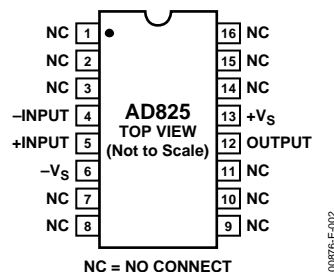 NC 1 16 NC
NC 2 15 NC
NC 3 14 NC
–INPUT 4 13 +VS
+INPUT 5 12 OUTPUT
–VS 6 11 NC
NC 7 10 NC
NC 8 9 NC
AD825
TOP VIEW
(Not to Scale)
NC = NO CONNECT
00876-E-002